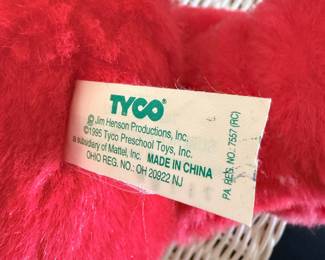 TYCO®
© Jim Henson Productions, Inc.
©1995 Tyco Preschool Toys, Inc.
a subsidiary of Mattel, Inc. MADE IN CHINA
OHIO REG. NO.: OH 20922 NJ
PA. REG. NO.: 7557 (RC)